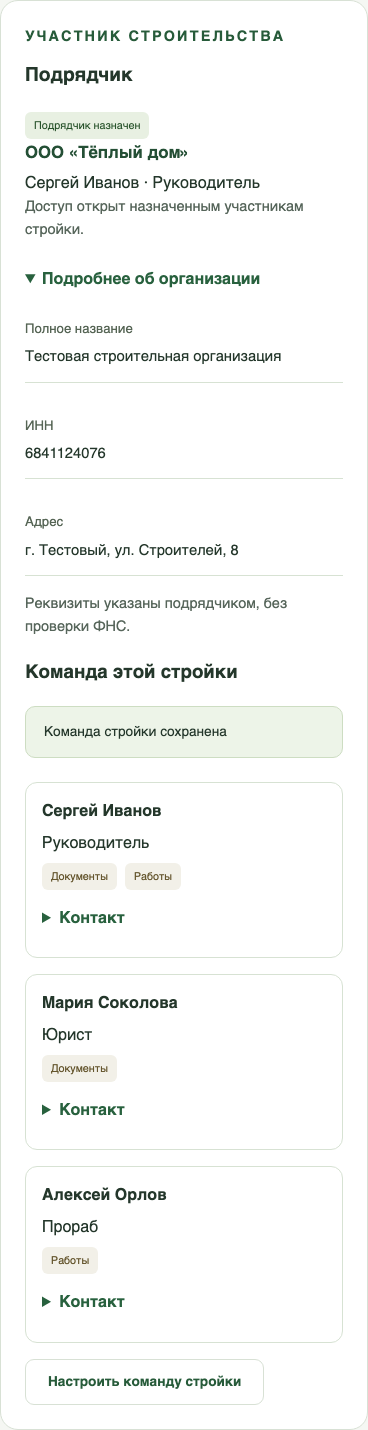 УЧАСТНИК СТРОИТЕЛЬСТВА
Подрядчик
Подрядчик назначен
ООО «Тёплый дом»
Сергей Иванов · Руководитель
Доступ открыт назначенным участникам
стройки.
Подробнее об организации
Полное название
Тестовая строительная организация
ИНН
6841124076
Адрес
г. Тестовый, ул. Строителей, 8
Реквизиты указаны подрядчиком, без
проверки ФНС.
Команда этой стройки
Команда стройки сохранена
Сергей Иванов
Руководитель
Документы Работы
Контакт
Мария Соколова
Юрист
Документы
Контакт
Алексей Орлов
Прораб
Работы
Контакт
Настроить команду стройки